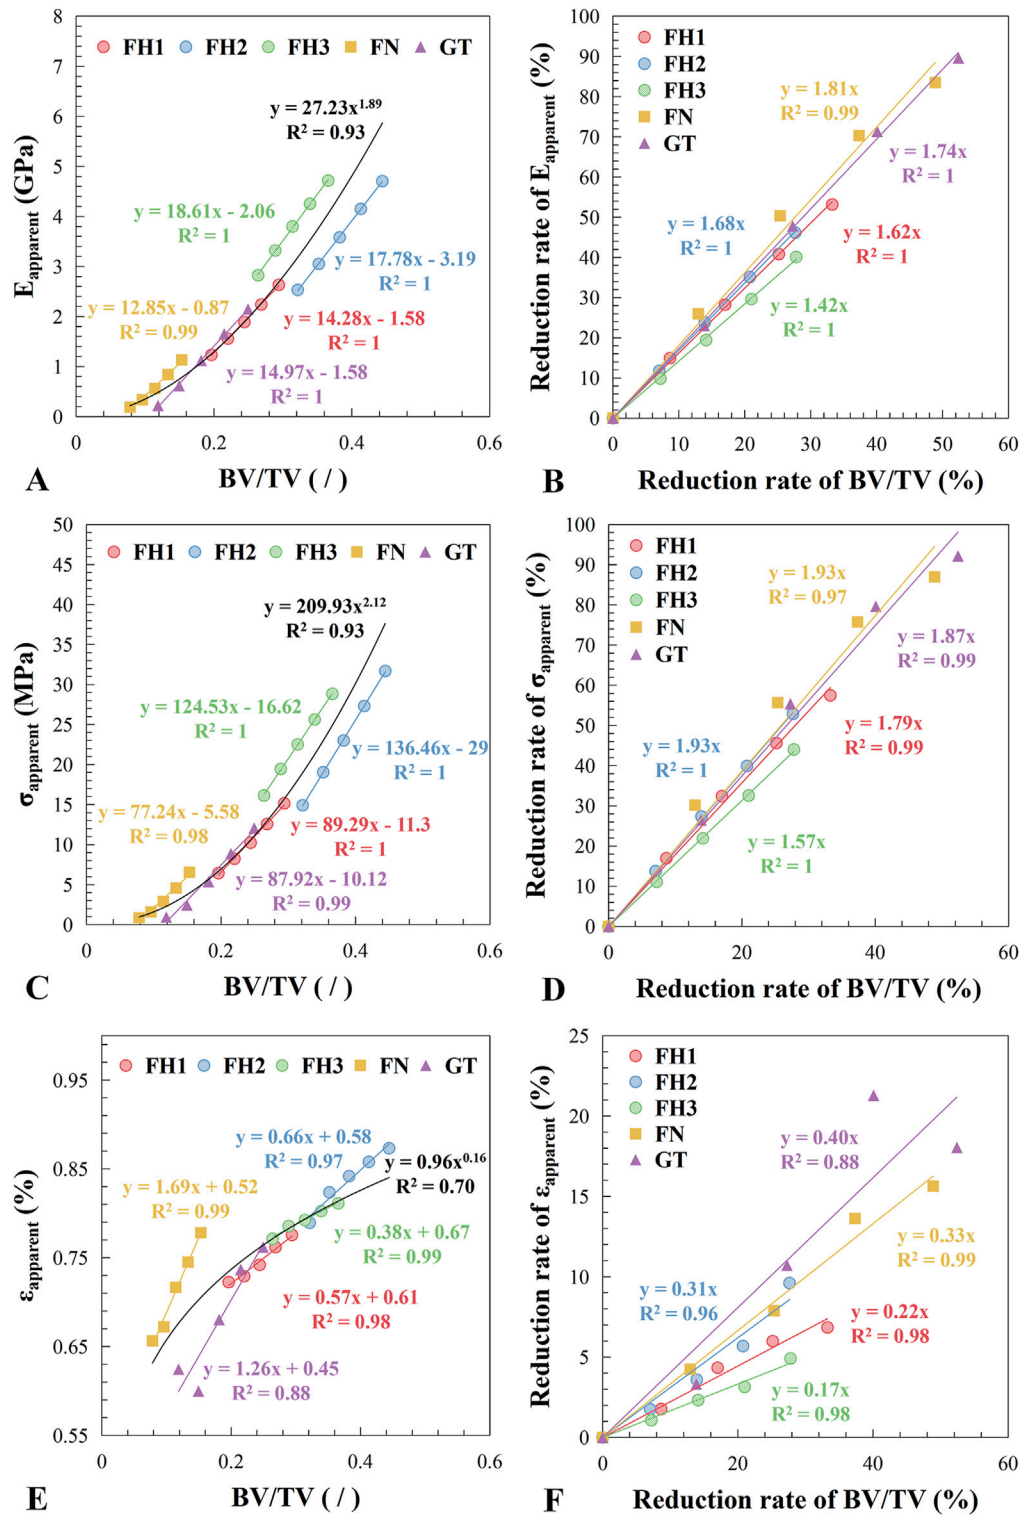 FH1 FH2 FH3 FN GT
y = 27.23x^1.89
R² = 0.93
y = 18.61x - 2.06
R² = 1
y = 17.78x - 3.19
R² = 1
y = 12.85x - 0.87
R² = 0.99
y = 14.28x - 1.58
R² = 1
y = 14.97x - 1.58
R² = 1
E_apparent (GPa)
8
7
6
5
4
3
2
1
0
0 0.2 0.4 0.6
BV/TV ( / )
A
FH1
FH2
FH3
FN
GT
y = 1.81x
R² = 0.99
y = 1.74x
R² = 1
y = 1.68x
R² = 1
y = 1.62x
R² = 1
y = 1.42x
R² = 1
Reduction rate of E_apparent (%)
100
90
80
70
60
50
40
30
20
10
0
0 10 20 30 40 50 60
Reduction rate of BV/TV (%)
B
FH1 FH2 FH3 FN GT
y = 209.93x^2.12
R² = 0.93
y = 124.53x - 16.62
R² = 1
y = 136.46x - 29
R² = 1
y = 77.24x - 5.58
R² = 0.98
y = 89.29x - 11.3
R² = 1
y = 87.92x - 10.12
R² = 0.99
σ_apparent (MPa)
50
45
40
35
30
25
20
15
10
5
0
0 0.2 0.4 0.6
BV/TV ( / )
C
FH1
FH2
FH3
FN
GT
y = 1.93x
R² = 0.97
y = 1.87x
R² = 0.99
y = 1.93x
R² = 1
y = 1.79x
R² = 0.99
y = 1.57x
R² = 1
Reduction rate of σ_apparent (%)
100
90
80
70
60
50
40
30
20
10
0
0 20 40 60
Reduction rate of BV/TV (%)
D
FH1 FH2 FH3 FN GT
y = 0.66x + 0.58
R² = 0.97
y = 0.96x^0.16
R² = 0.70
y = 1.69x + 0.52
R² = 0.99
y = 0.38x + 0.67
R² = 0.99
y = 0.57x + 0.61
R² = 0.98
y = 1.26x + 0.45
R² = 0.88
ε_apparent (%)
0.95
0.85
0.75
0.65
0.55
0 0.2 0.4 0.6
BV/TV ( / )
E
FH1
FH2
FH3
FN
GT
y = 0.40x
R² = 0.88
y = 0.33x
R² = 0.99
y = 0.31x
R² = 0.96
y = 0.22x
R² = 0.98
y = 0.17x
R² = 0.98
Reduction rate of ε_apparent (%)
25
20
15
10
5
0
0 20 40 60
Reduction rate of BV/TV (%)
F